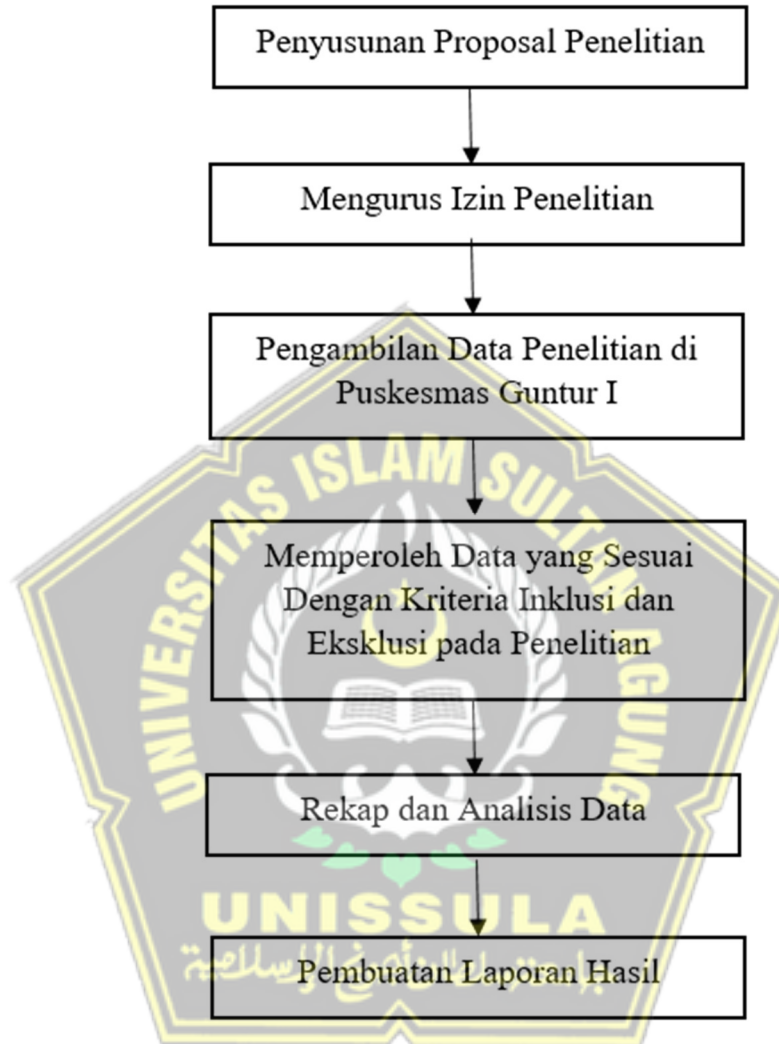 Penyusunan Proposal Penelitian
Mengurus Izin Penelitian
Pengambilan Data Penelitian di
Puskesmas Guntur I
UNIVERSITAS ISLAM SULTAN AGUNG
Memperoleh Data yang Sesuai
Dengan Kriteria Inklusi dan
Eksklusi pada Penelitian
Rekap dan Analisis Data
UNISSULA
Pembuatan Laporan Hasil